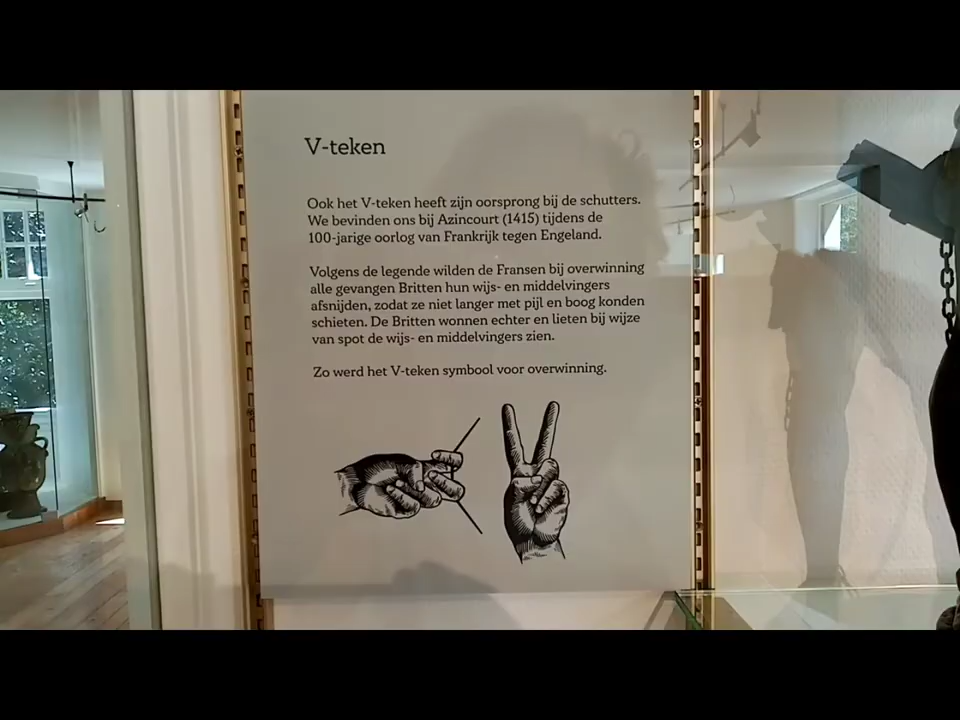 V-teken
Ook het V-teken heeft zijn oorsprong bij de schutters.
We bevinden ons bij Azincourt (1415) tijdens de
100-jarige oorlog van Frankrijk tegen Engeland.
Volgens de legende wilden de Fransen bij overwinning
alle gevangen Britten hun wijs- en middelvingers
afsnijden, zodat ze niet langer met pijl en boog konden
schieten. De Britten wonnen echter en lieten bij wijze
van spot de wijs- en middelvingers zien.
Zo werd het V-teken symbool voor overwinning.